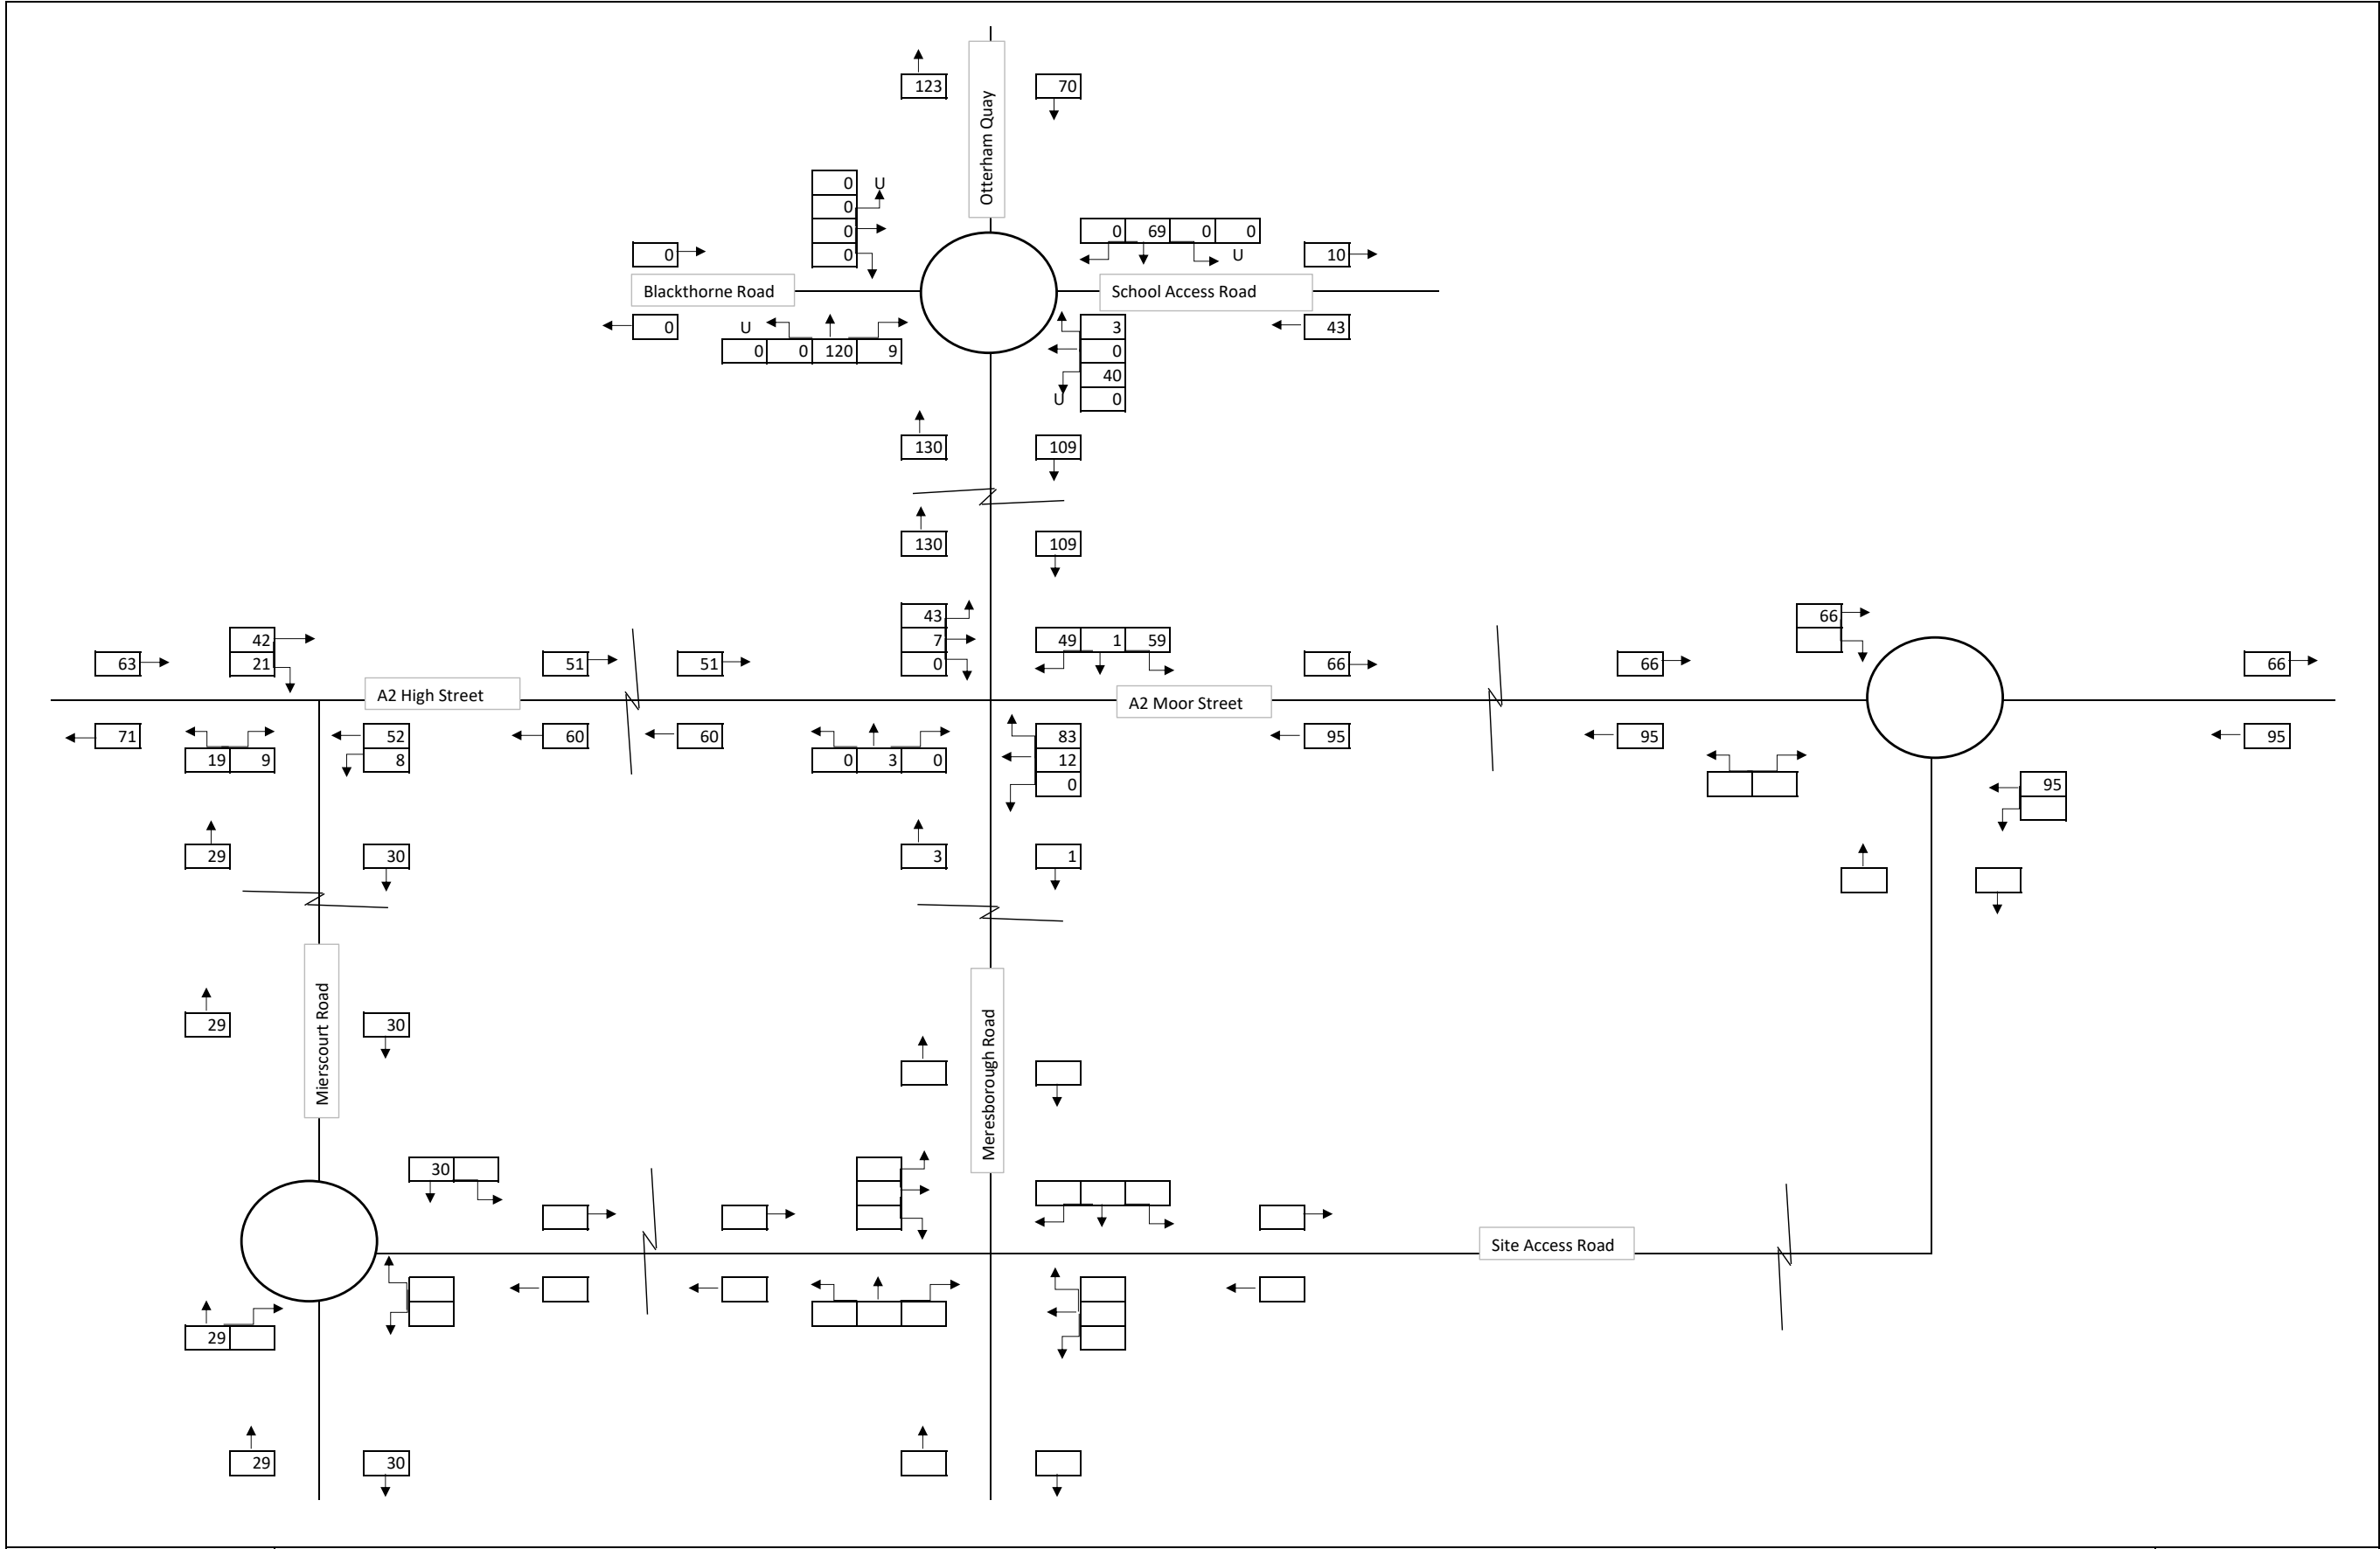 123 70
Otterham Quay
0 U
0
0
0
0 69 0 0
U
0
10
Blackthorne Road
School Access Road
0
43
U
0 0 120 9
3
0
40
U 0
130 109
130 109
43
7
0
49 1 59
66
42
21
63
51 51
66
66
66
A2 High Street
A2 Moor Street
71
19 9
52
8
60 60
0 3 0
83
12
0
95
95
95
95
29 30
3 1
Mierscourt Road
Meresborough Road
29 30
30
Site Access Road
29
29 30